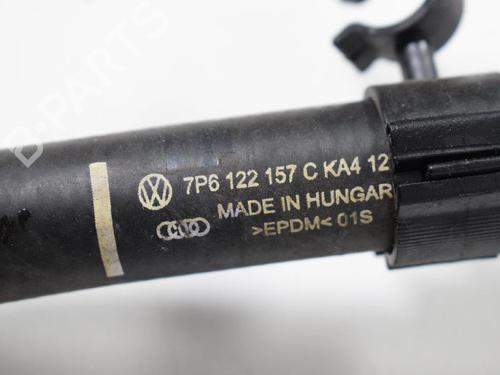 7P6 122 157 C KA4 12
MADE IN HUNGAR
>EPDM< 01S
B-PARTS